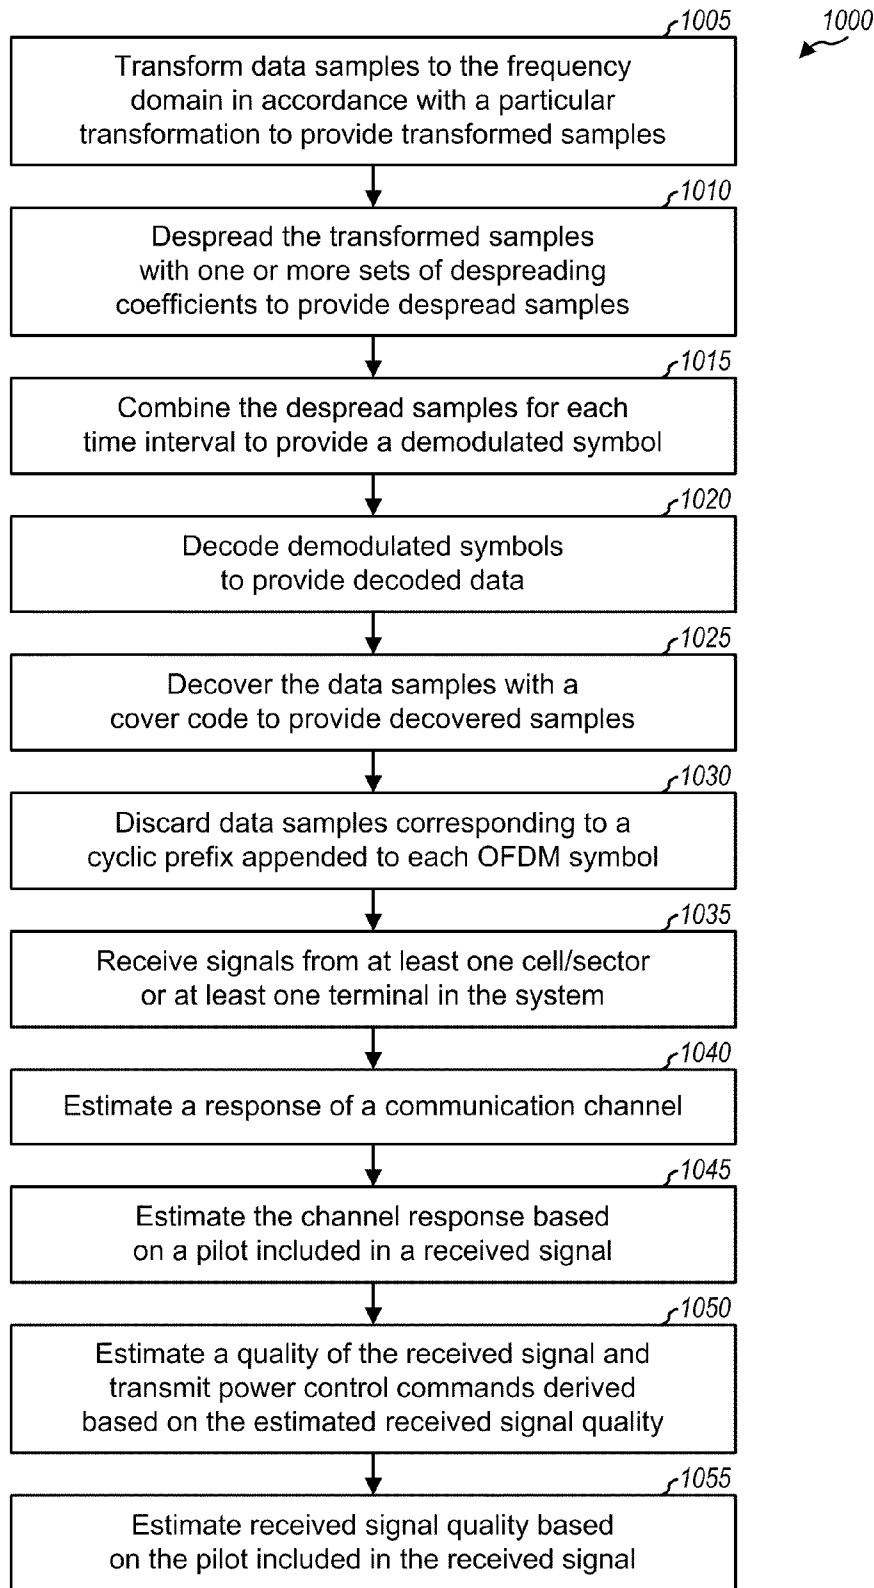 1005
1000
Transform data samples to the frequency
domain in accordance with a particular
transformation to provide transformed samples
1010
Despread the transformed samples
with one or more sets of despreading
coefficients to provide despread samples
1015
Combine the despread samples for each
time interval to provide a demodulated symbol
1020
Decode demodulated symbols
to provide decoded data
1025
Decover the data samples with a
cover code to provide decovered samples
1030
Discard data samples corresponding to a
cyclic prefix appended to each OFDM symbol
1035
Receive signals from at least one cell/sector
or at least one terminal in the system
1040
Estimate a response of a communication channel
1045
Estimate the channel response based
on a pilot included in a received signal
1050
Estimate a quality of the received signal and
transmit power control commands derived
based on the estimated received signal quality
1055
Estimate received signal quality based
on the pilot included in the received signal